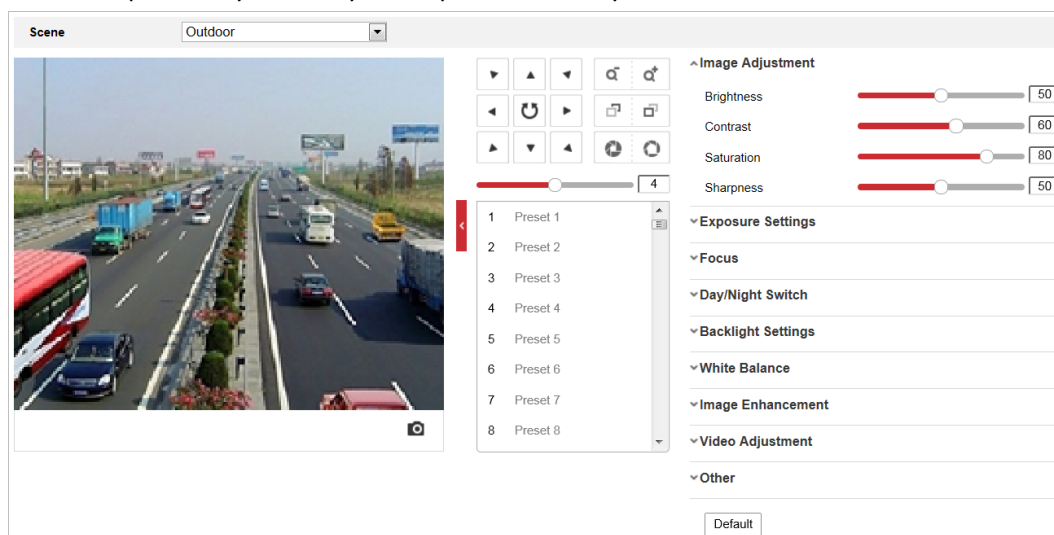 Scene Outdoor
Image Adjustment
Brightness 50
Contrast 60
Saturation 80
Sharpness 50
4
1 Preset 1
2 Preset 2
3 Preset 3
4 Preset 4
5 Preset 5
6 Preset 6
7 Preset 7
8 Preset 8
Exposure Settings
Focus
Day/Night Switch
Backlight Settings
White Balance
Image Enhancement
Video Adjustment
Other
Default